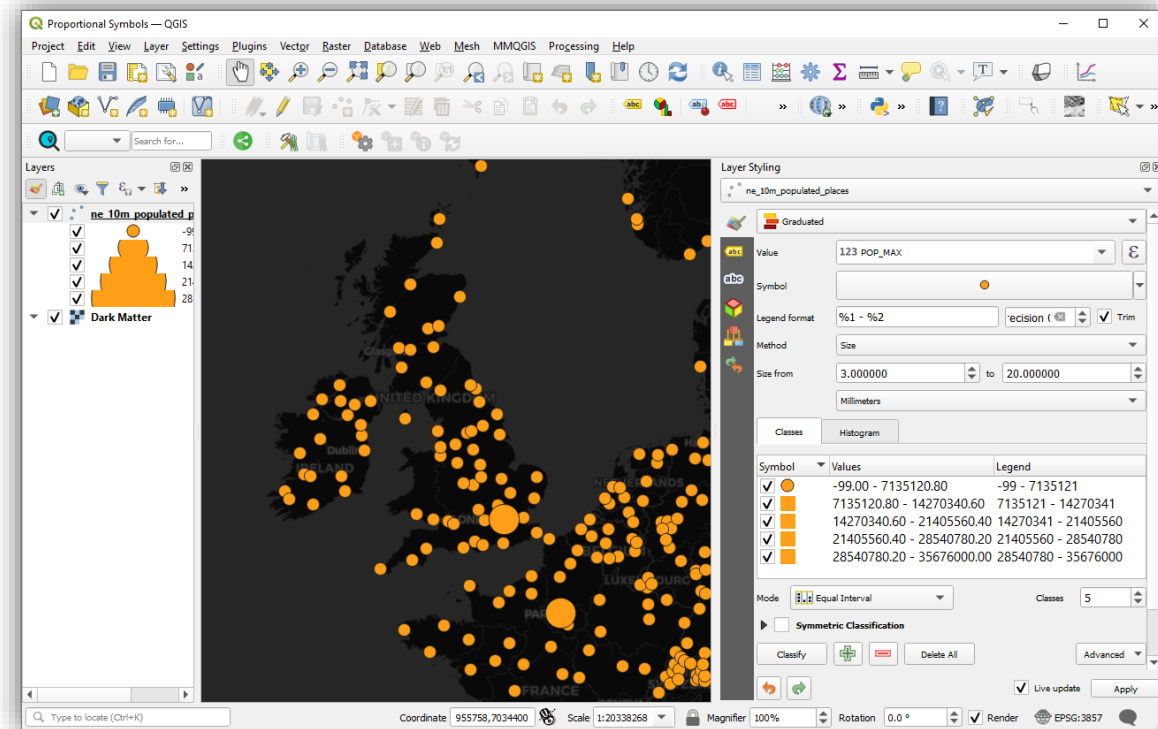 Proportional Symbols — QGIS
Project Edit View Layer Settings Plugins Vector Raster Database Web Mesh MMQGIS Processing Help
Search for...
Layers
ne_10m_populated_p
-99
71
14
214
28
Dark Matter
UNITED KINGDOM
Dublin
IRELAND
NETHERLANDS
BELGIUM
LUXEMBOURG
FRANCE
Layer Styling
ne_10m_populated_places
Graduated
Value 123 POP_MAX
Symbol
Legend format %1 - %2 Trim
Method Size
Size from 3.000000 to 20.000000
Millimeters
Classes Histogram
Symbol Values Legend
-99.00 - 7135120.80 -99 - 7135121
7135120.80 - 14270340.60 7135121 - 14270341
14270340.60 - 21405560.40 14270341 - 21405560
21405560.40 - 28540780.20 21405560 - 28540780
28540780.20 - 35676000.00 28540780 - 35676000
Mode Equal Interval Classes 5
Symmetric Classification
Classify Delete All Advanced
Live update Apply
Type to locate (Ctrl+K) Coordinate 955758,7034400 Scale 1:20338268 Magnifier 100% Rotation 0.0 ° Render EPSG:3857